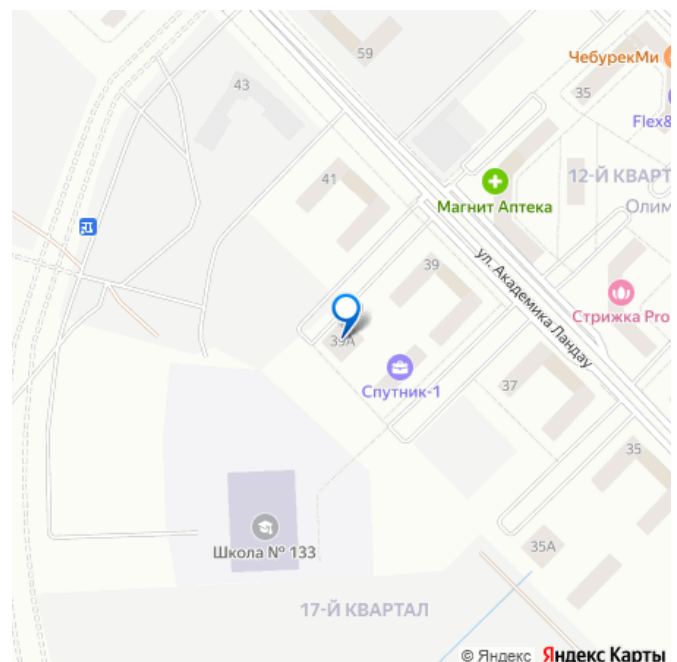 59
ЧебурекМи
43
35
Flex&
41
12-Й КВАРТ
Магнит Аптека
Олим
ул. Академика Ландау
39
Стрижка Pro
39А
Спутник-1
37
35
Школа № 133
35А
17-Й КВАРТАЛ
© Яндекс Яндекс Карты